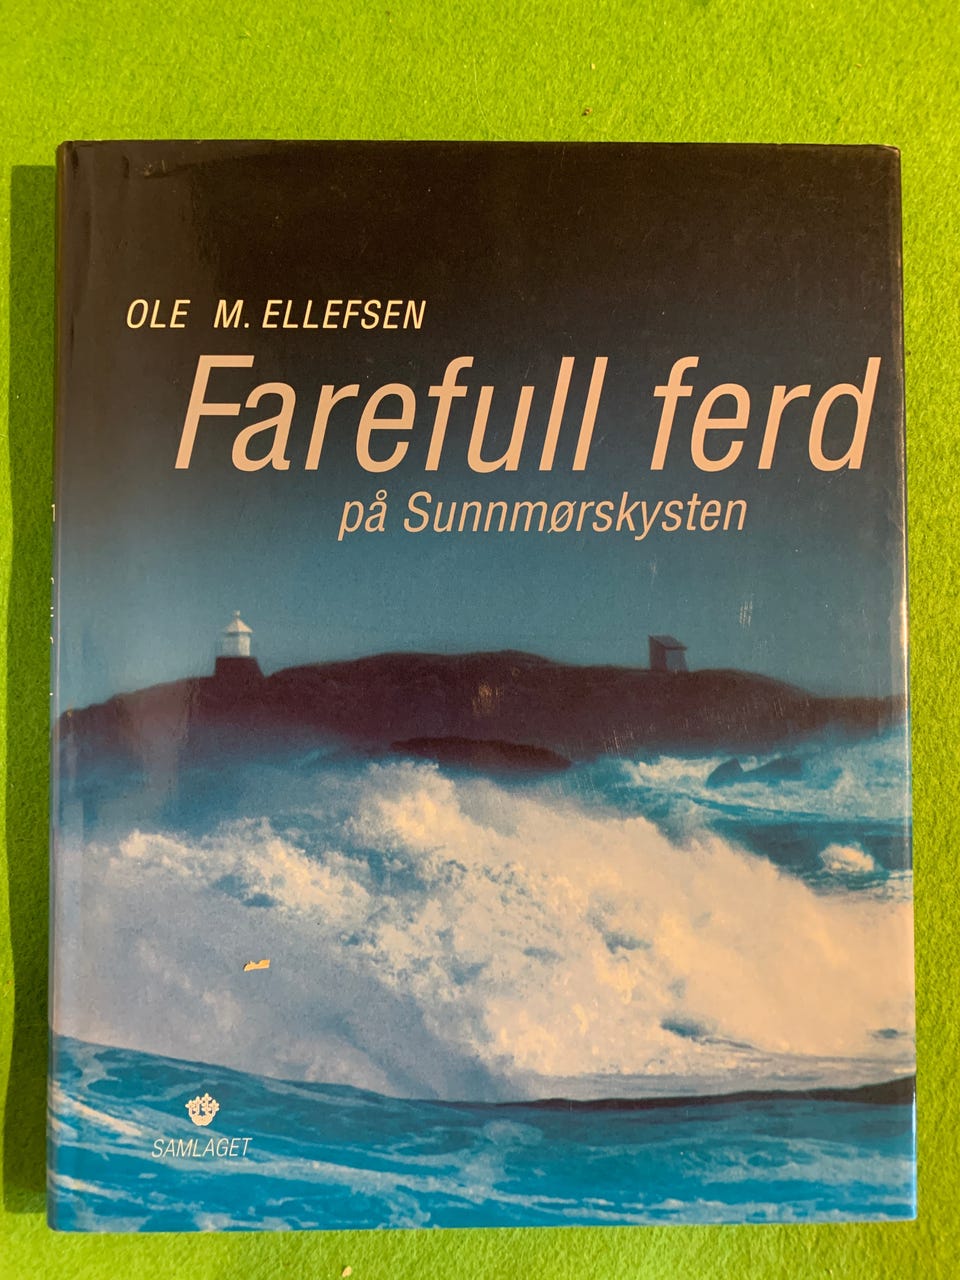 OLE M. ELLEFSEN
Farefull ferd
på Sunnmørskysten
SAMLAGET